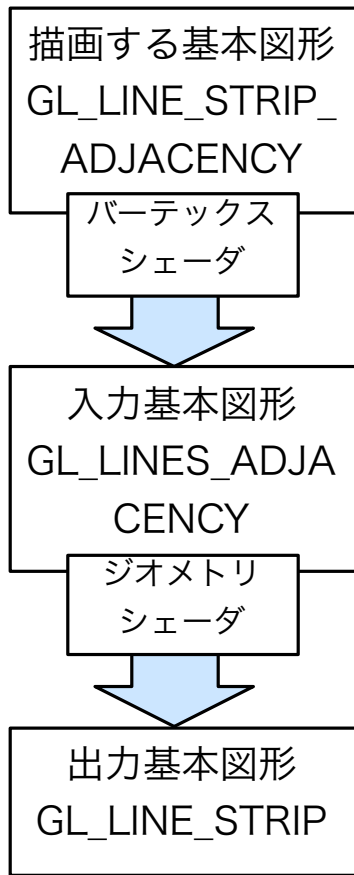 描画する基本図形
GL_LINE_STRIP_
ADJACENCY
バーテックス
シェーダ
入力基本図形
GL_LINES_ADJA
CENCY
ジオメトリ
シェーダ
出力基本図形
GL_LINE_STRIP